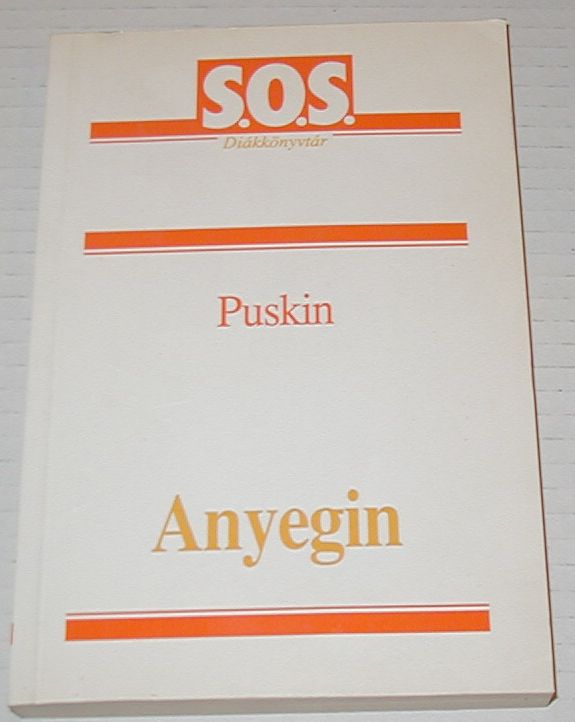 S.O.S.
Diákkönyvtár
Puskin
Anyegin